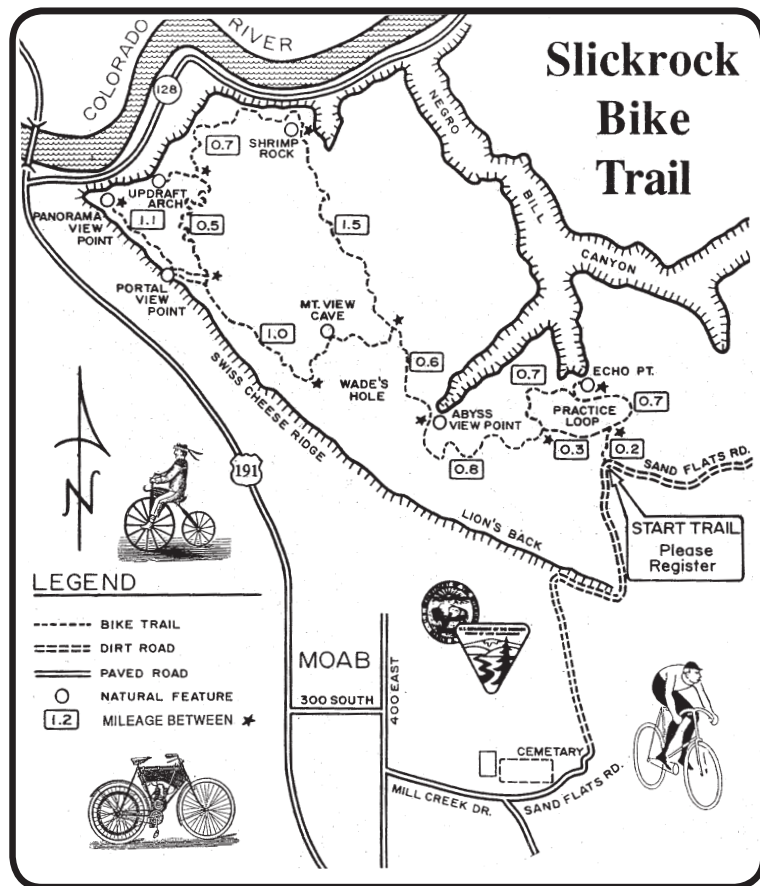 Slickrock
Bike
Trail
COLORADO
RIVER
128
NEGRO
BILL
CANYON
0.7
SHRIMP
ROCK
UPDRAFT
ARCH
PANORAMA
VIEW
POINT
1.1
0.5
1.5
PORTAL
VIEW
POINT
MT. VIEW
CAVE
1.0
WADE'S
HOLE
0.6
SWISS CHEESE RIDGE
ECHO PT.
0.7
PRACTICE
LOOP
0.7
ABYSS
VIEW POINT
0.8
0.3
0.2
SAND FLATS RD.
191
N
LION'S BACK
START TRAIL
Please
Register
LEGEND
BIKE TRAIL
DIRT ROAD
PAVED ROAD
NATURAL FEATURE
1.2 MILEAGE BETWEEN
MOAB
300 SOUTH
400 EAST
CEMETARY
MILL CREEK DR.
SAND FLATS RD.